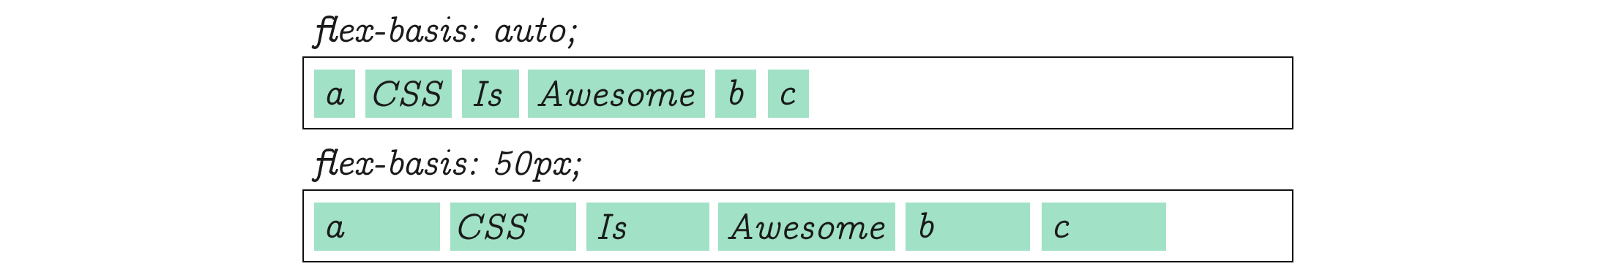 flex-basis: auto;
a CSS Is Awesome b c
flex-basis: 50px;
a CSS Is Awesome b c